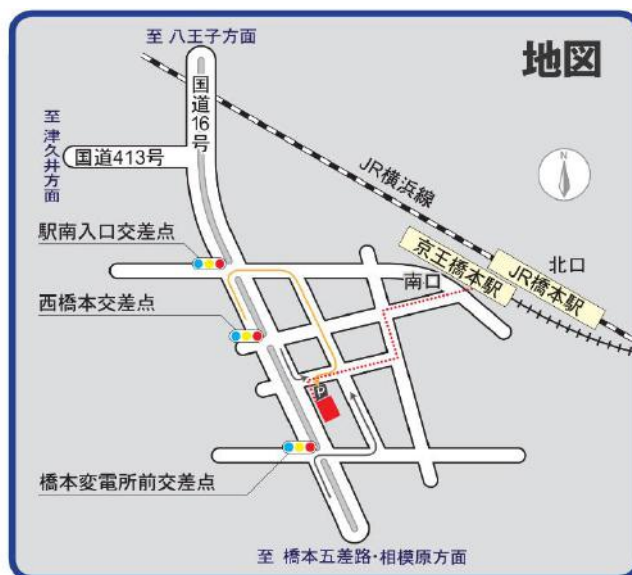 地図
至 八王子方面
国道16号
至 津久井方面
国道413号
N
JR横浜線
駅南入口交差点
北口
京王橋本駅
JR橋本駅
南口
西橋本交差点
P
橋本変電所前交差点
至 橋本五差路・相模原方面